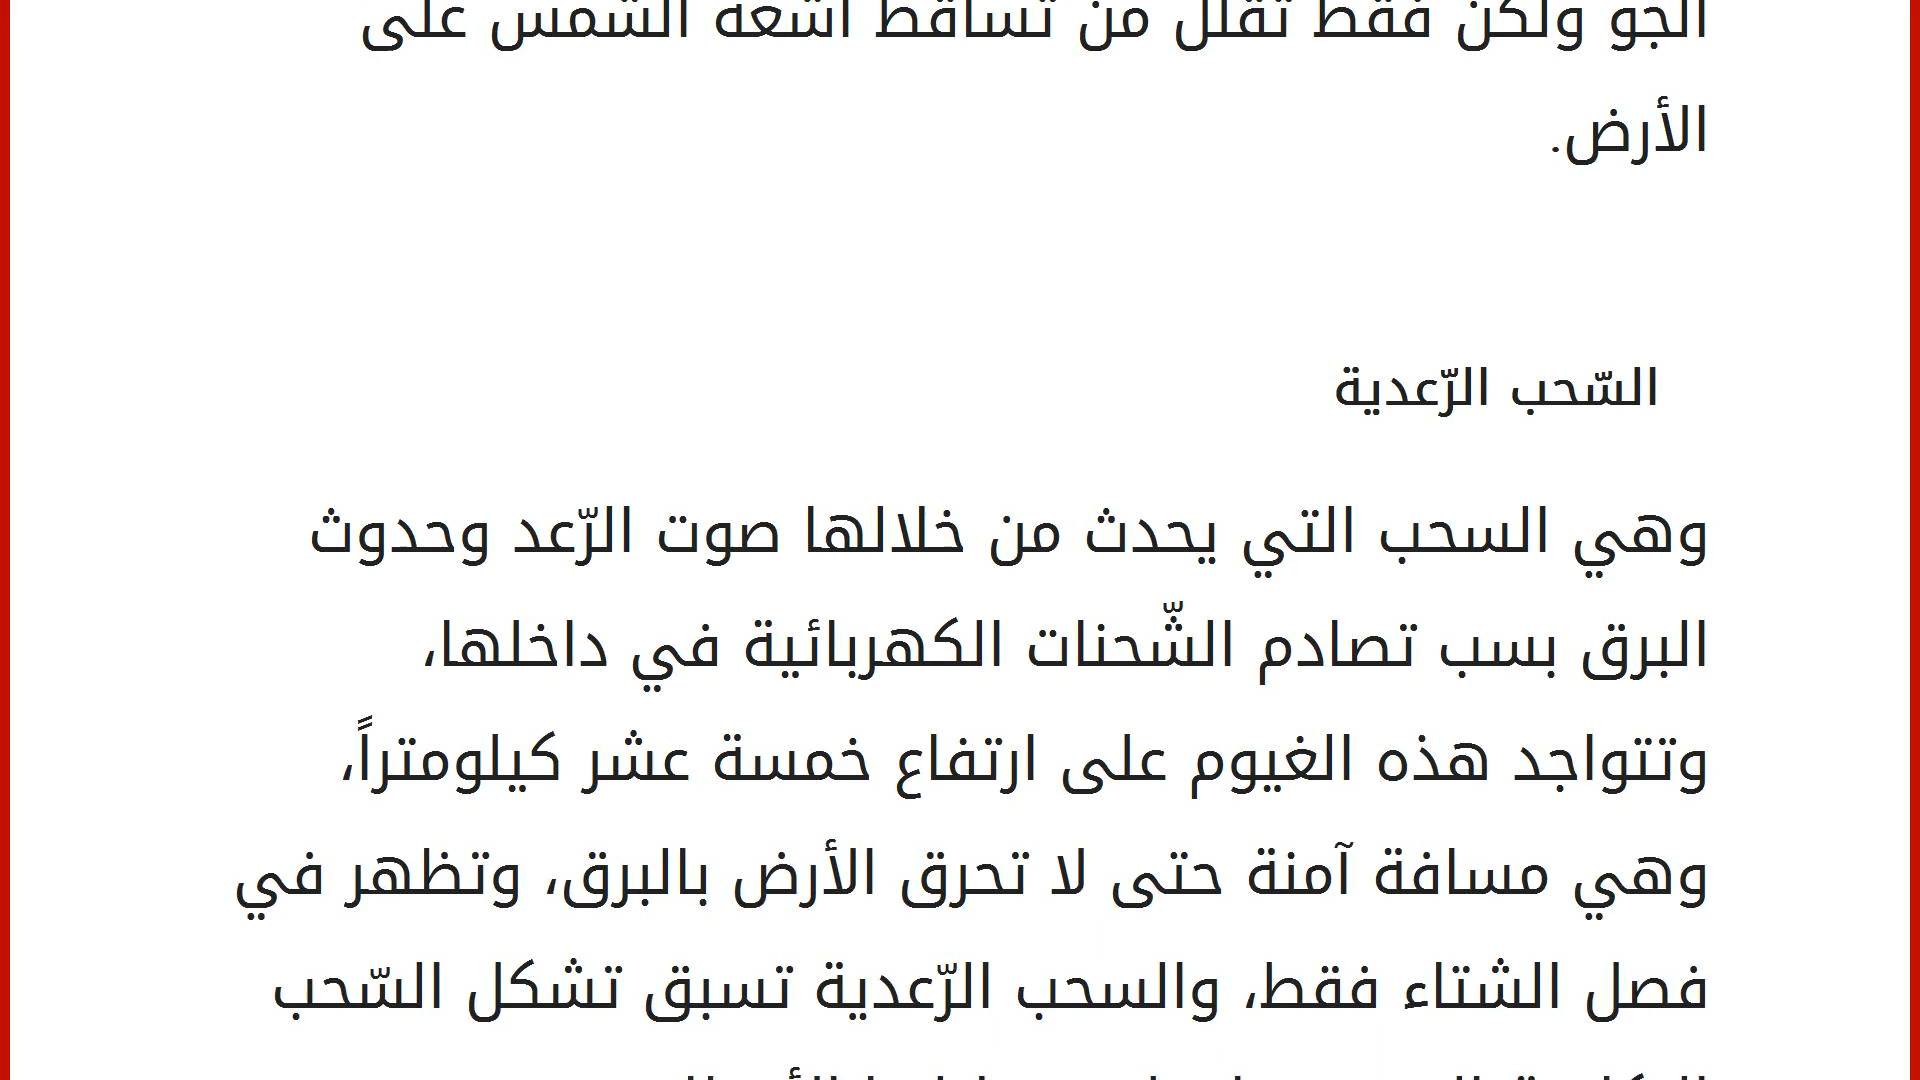 الجو ولكن فقط تقلل من تساقط أشعة الشمس على
الأرض.
السّحب الرّعدية
وهي السحب التي يحدث من خلالها صوت الرّعد وحدوث
البرق بسب تصادم الشّحنات الكهربائية في داخلها،
وتتواجد هذه الغيوم على ارتفاع خمسة عشر كيلومتراً،
وهي مسافة آمنة حتى لا تحرق الأرض بالبرق، وتظهر في
فصل الشتاء فقط، والسحب الرّعدية تسبق تشكل السّحب